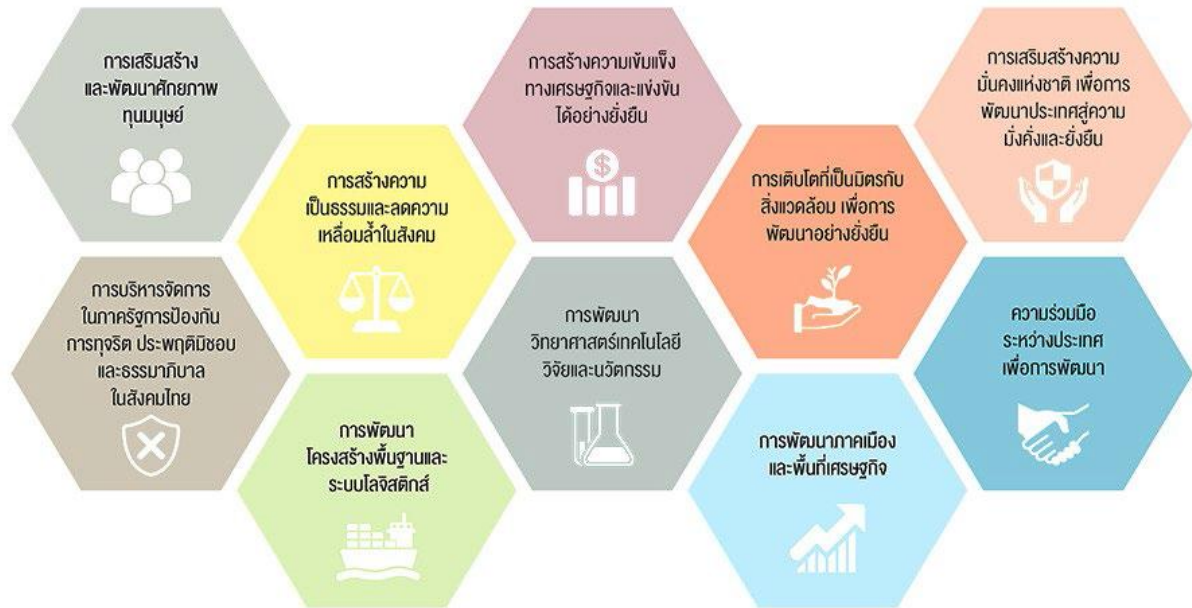 การเสริมสร้าง
และพัฒนาศักยภาพ
ทุนมนุษย์
การสร้างความ
เป็นธรรมและลดความ
เหลื่อมล้ำในสังคม
การสร้างความเข้มแข็ง
ทางเศรษฐกิจและแข่งขัน
ได้อย่างยั่งยืน
การเติบโตที่เป็นมิตรกับ
สิ่งแวดล้อม เพื่อการ
พัฒนาอย่างยั่งยืน
การเสริมสร้างความ
มั่นคงแห่งชาติ เพื่อการ
พัฒนาประเทศสู่ความ
มั่งคั่งและยั่งยืน
การบริหารจัดการ
ในภาครัฐการป้องกัน
การทุจริต ประพฤติมิชอบ
และธรรมาภิบาล
ในสังคมไทย
การพัฒนา
โครงสร้างพื้นฐานและ
ระบบโลจิสติกส์
การพัฒนา
วิทยาศาสตร์เทคโนโลยี
วิจัยและนวัตกรรม
การพัฒนาภาคเมือง
และพื้นที่เศรษฐกิจ
ความร่วมมือ
ระหว่างประเทศ
เพื่อการพัฒนา